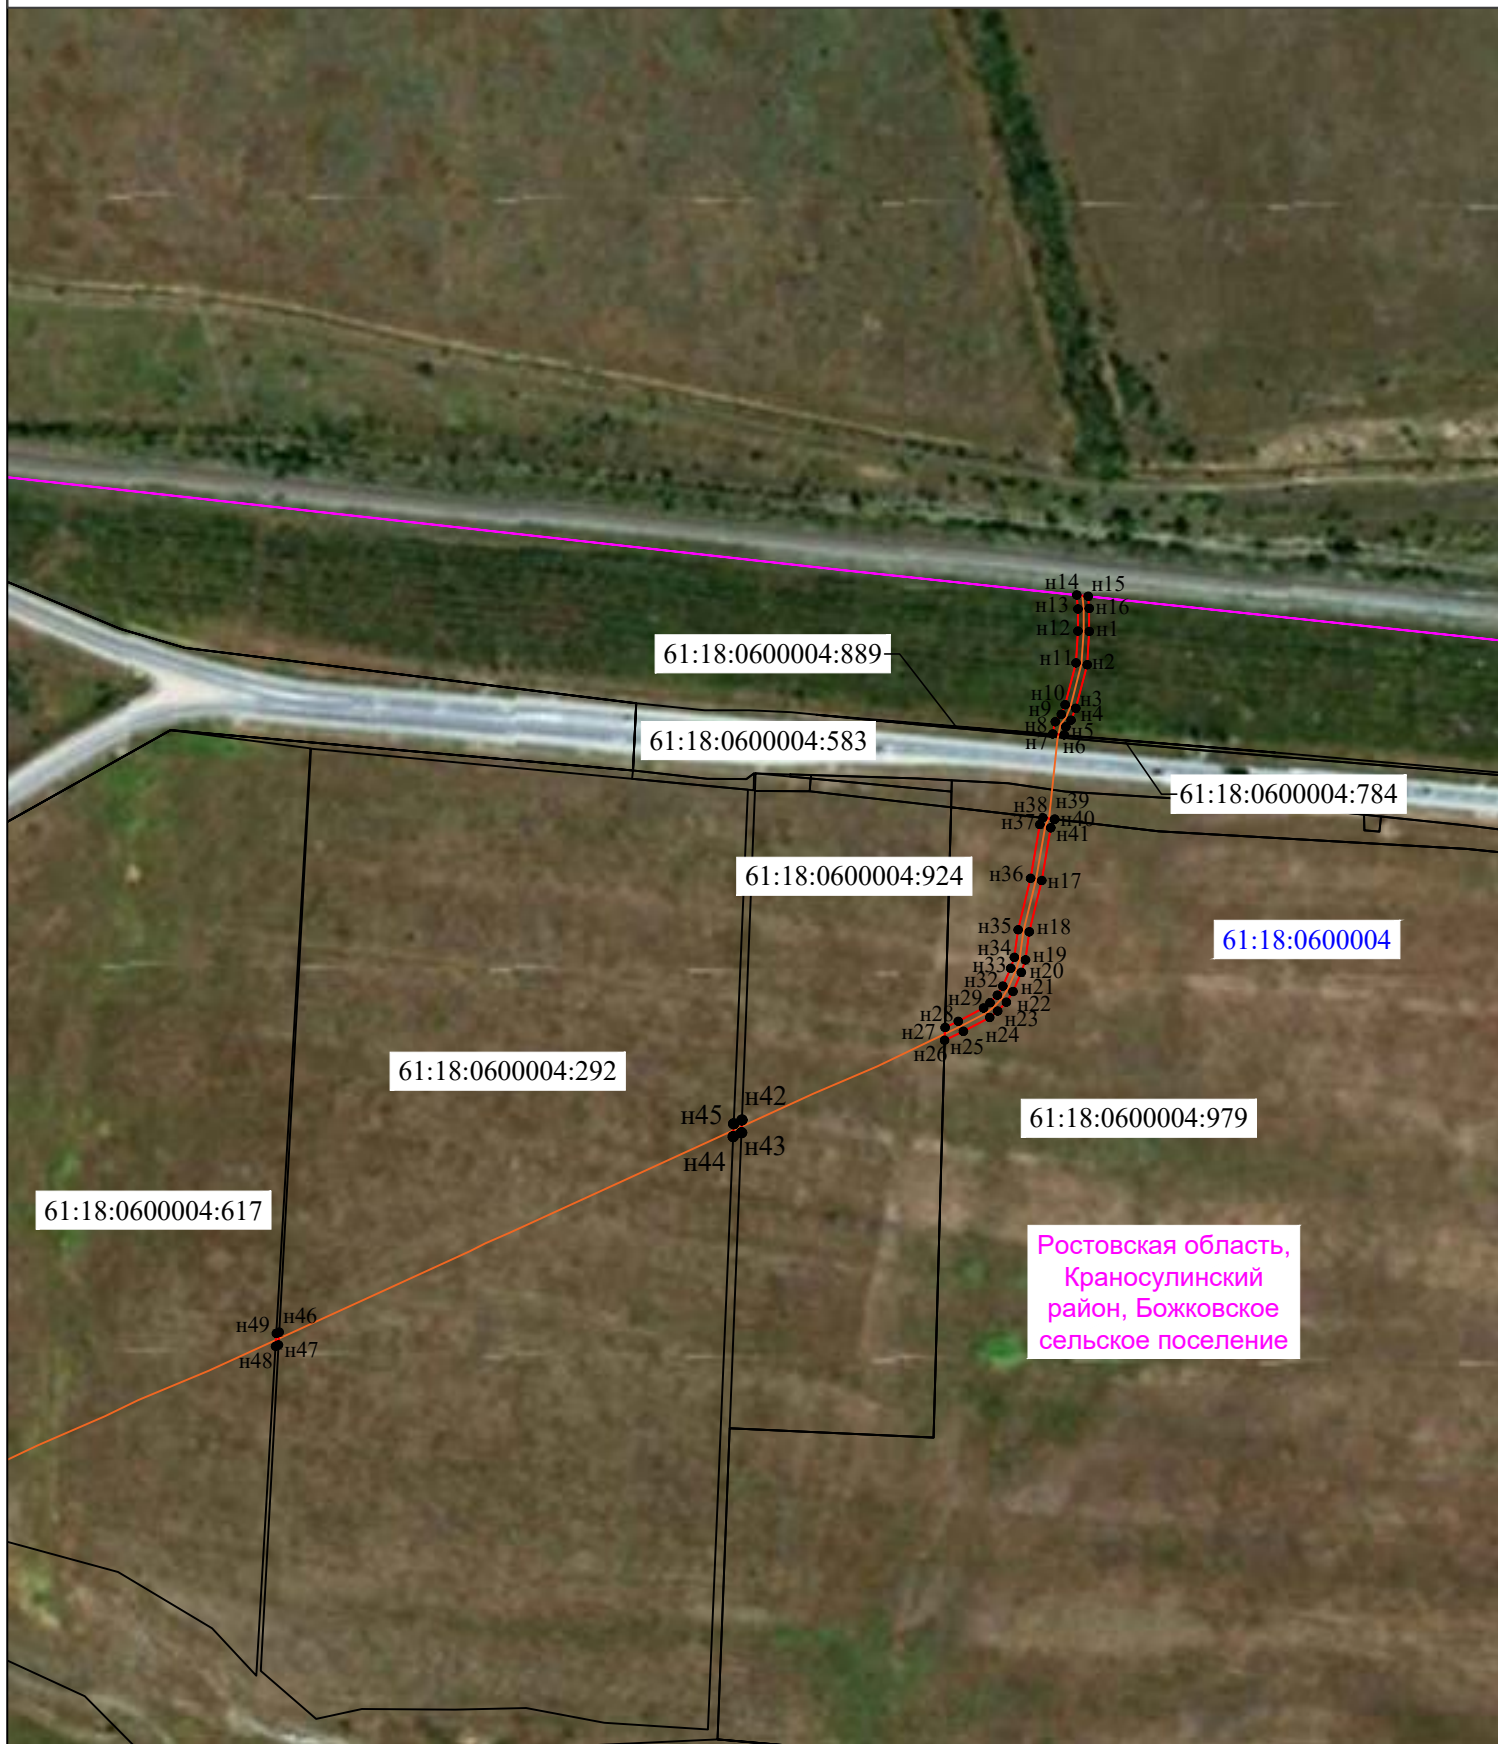 н14
н15
н13
н16
н12
н1
61:18:0600004:889
н11
н2
н10
н3
н9
н4
н8
н5
61:18:0600004:583
н7
н6
61:18:0600004:784
н38
н39
н37
н40
н41
61:18:0600004:924
н36
н17
н35
н18
61:18:0600004
н34
н19
н33
н20
н32
н21
н29
н22
н28
н23
н27
н24
н26
н25
61:18:0600004:292
н45
н42
61:18:0600004:979
н44
н43
61:18:0600004:617
Ростовская область,
Краносулинский
район, Божковское
сельское поселение
н49
н46
н48
н47